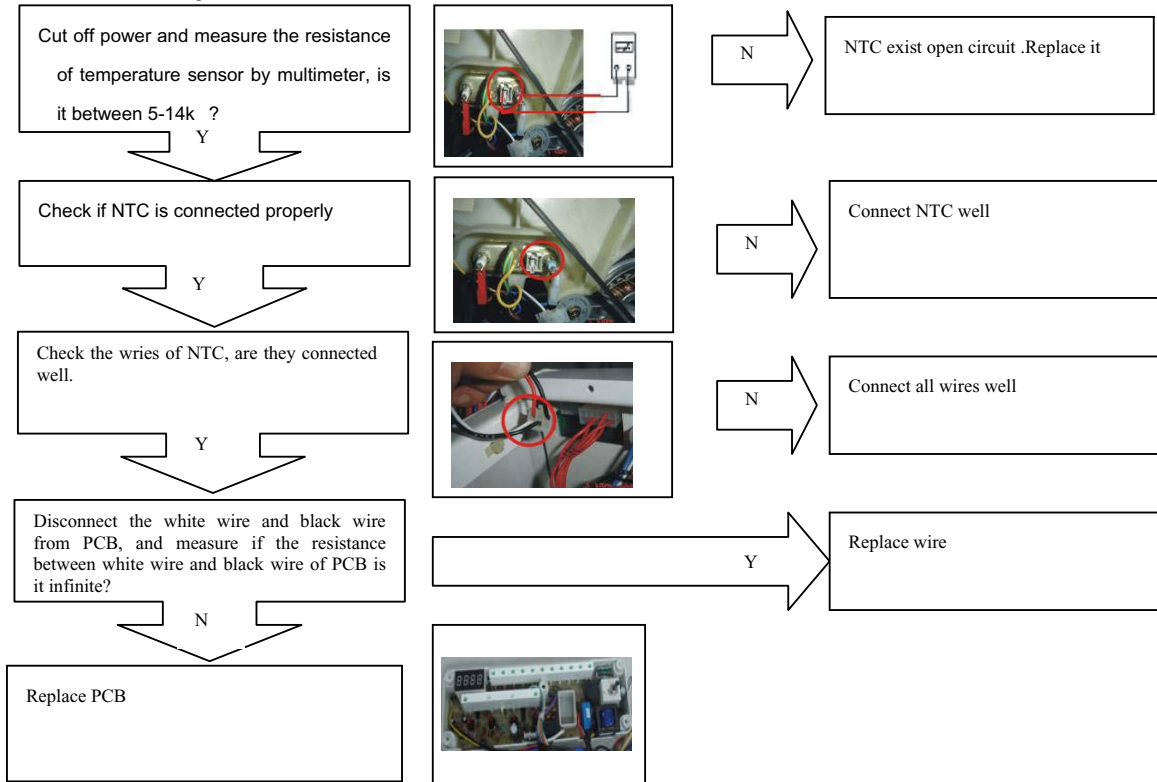 Cut off power and measure the resistance
of temperature sensor by multimeter, is
it between 5-14k ?
Y
N
NTC exist open circuit .Replace it
Check if NTC is connected properly
Y
N
Connect NTC well
Check the wries of NTC, are they connected
well.
Y
N
Connect all wires well
Disconnect the white wire and black wire
from PCB, and measure if the resistance
between white wire and black wire of PCB is
it infinite?
N
Y
Replace wire
Replace PCB